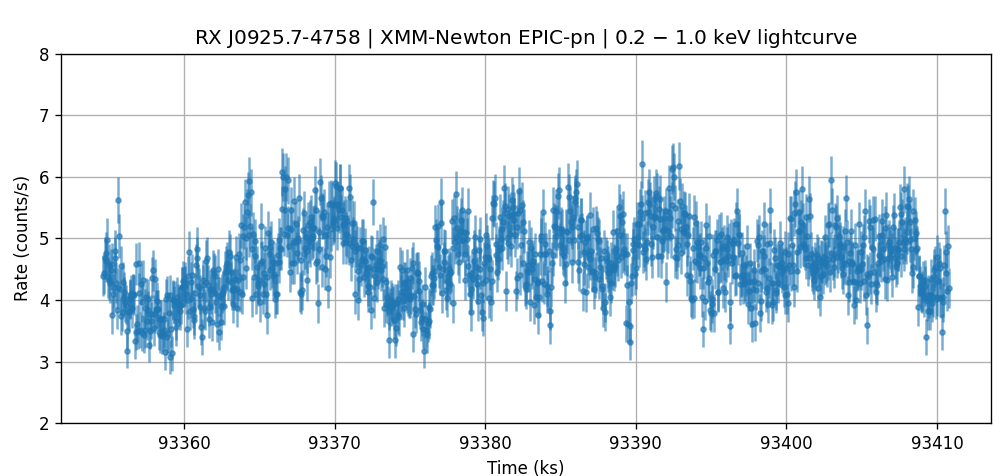 RX J0925.7-4758 | XMM-Newton EPIC-pn | 0.2 − 1.0 keV lightcurve
8
7
6
5
4
3
2
Rate (counts/s)
93360 93370 93380 93390 93400 93410
Time (ks)